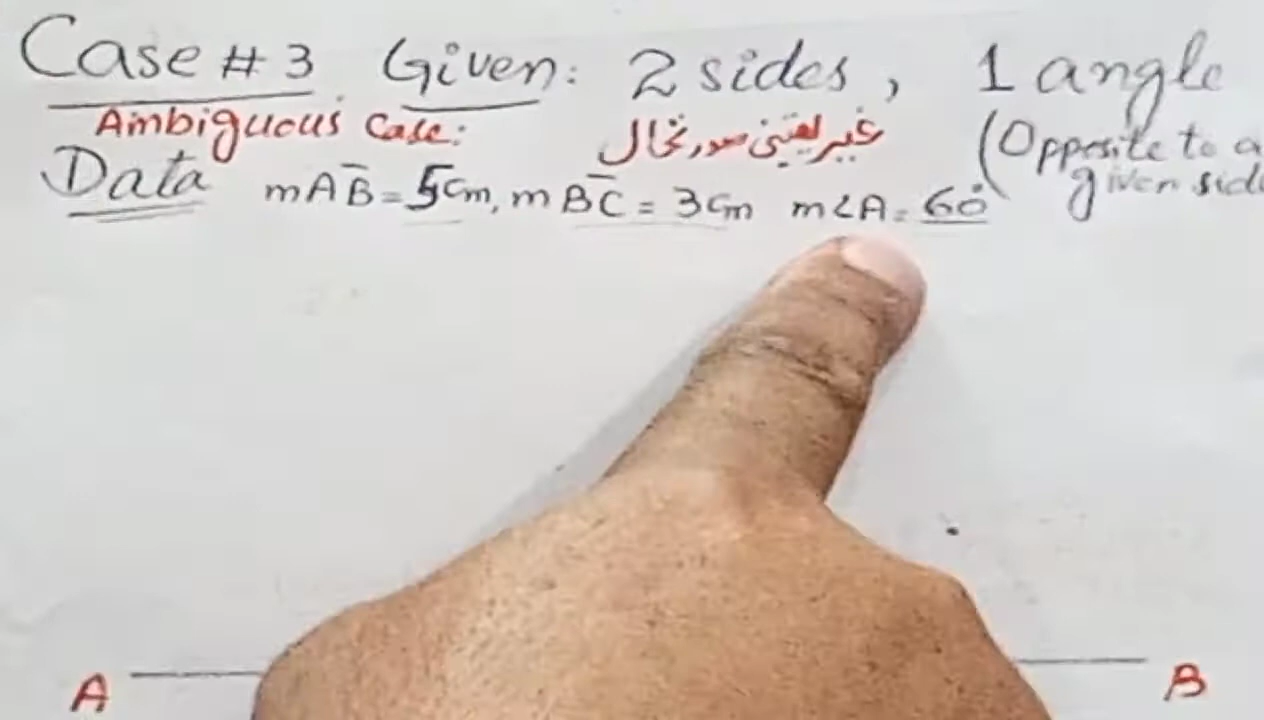 Case # 3 Given: 2 sides, 1 angle
Ambiguous Case: غیر یقینی صورتحال (Opposite to a
given sid
Data mAB̅ = 5cm, mBC̅ = 3cm m∠A = 60°
A B